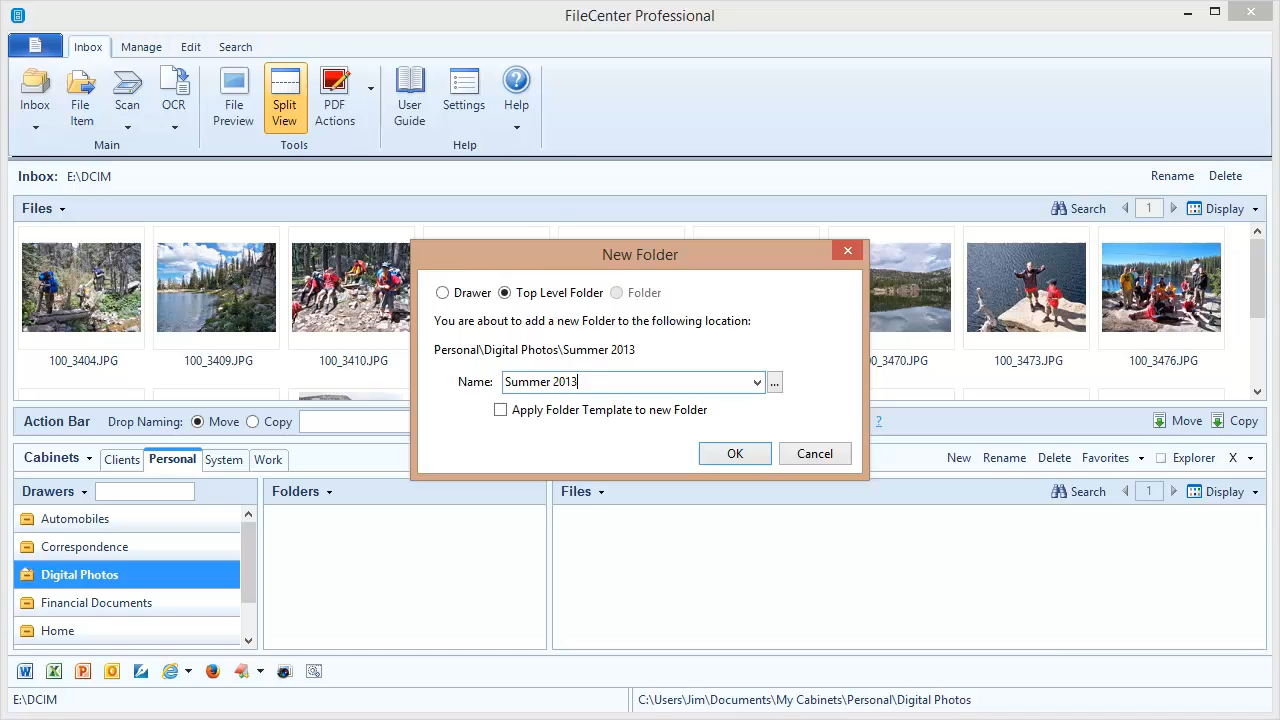 FileCenter Professional
Inbox Manage Edit Search
Inbox File Item Scan OCR File Preview Split View PDF Actions User Guide Settings Help
Main Tools Help
Inbox: E:\DCIM Rename Delete
Files Search 1 Display
100_3404.JPG 100_3409.JPG 100_3410.JPG _3470.JPG 100_3473.JPG 100_3476.JPG
New Folder
Drawer Top Level Folder Folder
You are about to add a new Folder to the following location:
Personal\Digital Photos\Summer 2013
Name: Summer 2013 ...
Apply Folder Template to new Folder
OK Cancel
Action Bar Drop Naming: Move Copy ? Move Copy
Cabinets Clients Personal System Work New Rename Delete Favorites Explorer X
Drawers Folders Files Search 1 Display
Automobiles
Correspondence
Digital Photos
Financial Documents
Home
E:\DCIM C:\Users\Jim\Documents\My Cabinets\Personal\Digital Photos